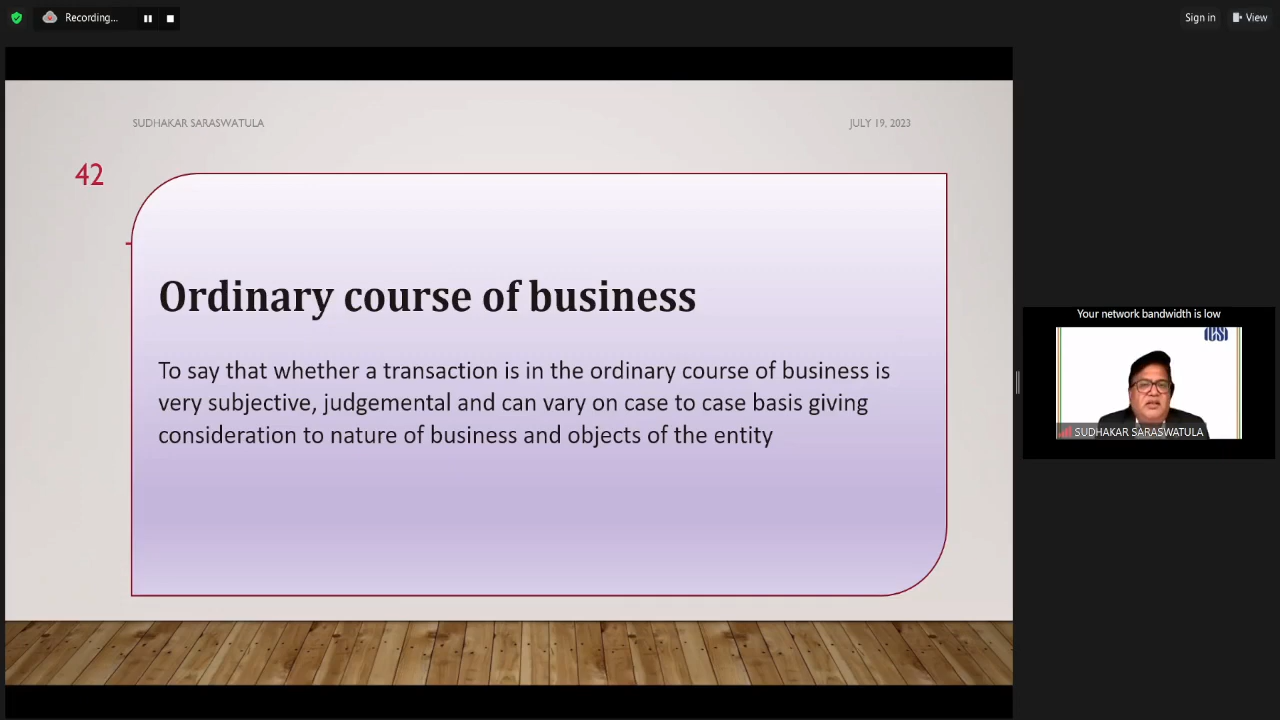 Recording...
Sign in
View
SUDHAKAR SARASWATULA
JULY 19, 2023
42
Ordinary course of business
To say that whether a transaction is in the ordinary course of business is
very subjective, judgemental and can vary on case to case basis giving
consideration to nature of business and objects of the entity
Your network bandwidth is low
ICSI
SUDHAKAR SARASWATULA